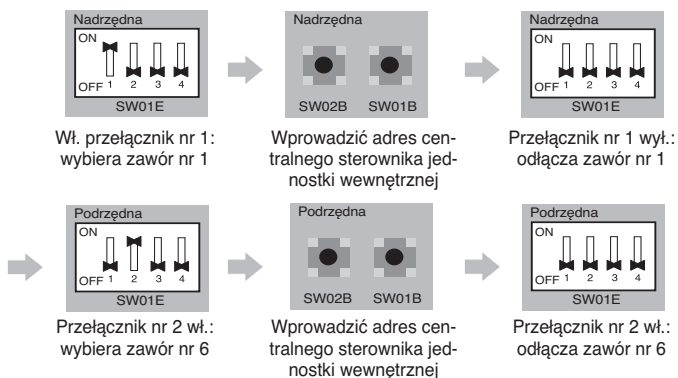 Nadrzędna
ON
OFF 1 2 3 4
SW01E
Wł. przełącznik nr 1:
wybiera zawór nr 1
Nadrzędna
SW02B SW01B
Wprowadzić adres cen-
tralnego sterownika jed-
nostki wewnętrznej
Nadrzędna
ON
OFF 1 2 3 4
SW01E
Przełącznik nr 1 wył.:
odłącza zawór nr 1
Podrzędna
ON
OFF 1 2 3 4
SW01E
Przełącznik nr 2 wł.:
wybiera zawór nr 6
Podrzędna
SW02B SW01B
Wprowadzić adres cen-
tralnego sterownika jed-
nostki wewnętrznej
Podrzędna
ON
OFF 1 2 3 4
SW01E
Przełącznik nr 2 wł.:
odłącza zawór nr 6